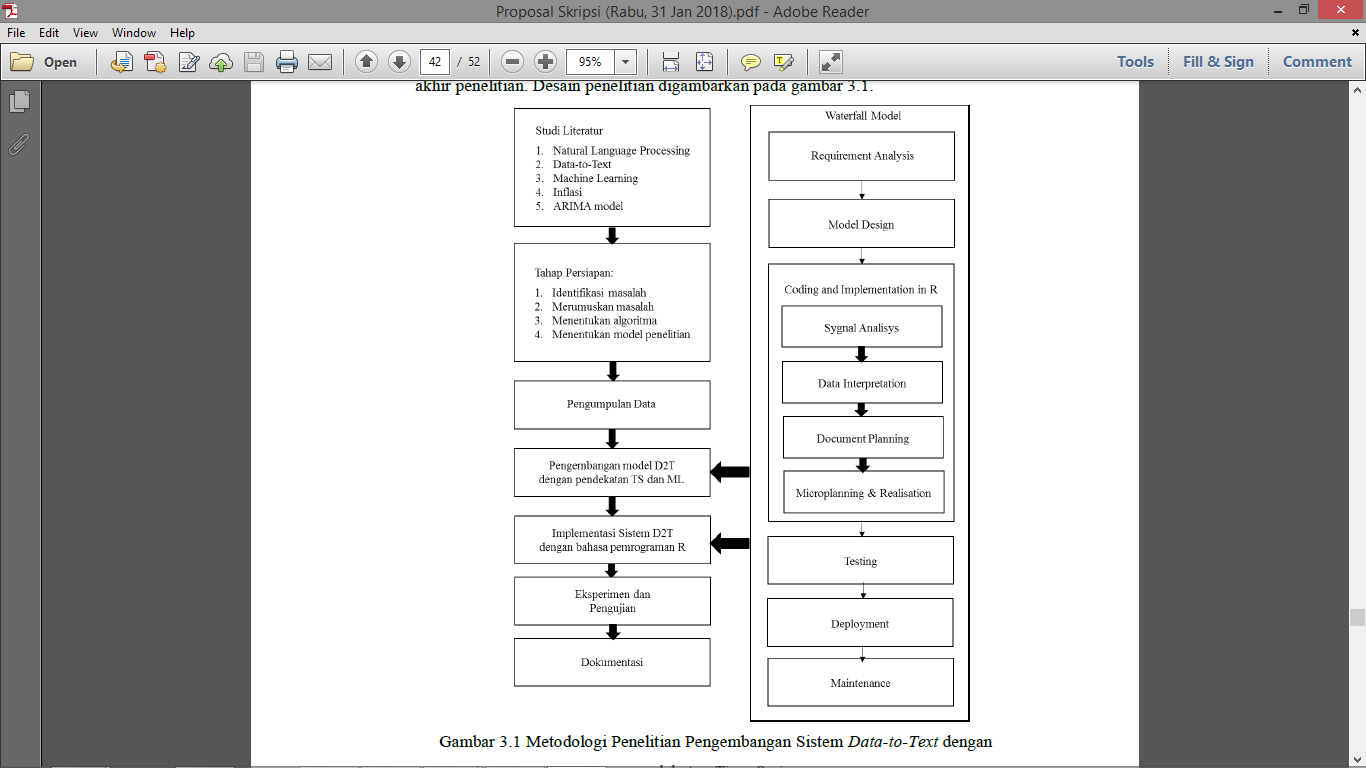 Proposal Skripsi (Rabu, 31 Jan 2018).pdf - Adobe Reader
File Edit View Window Help
Open
42 / 52
95%
Tools
Fill & Sign
Comment
akhir penelitian. Desain penelitian digambarkan pada gambar 3.1.
Studi Literatur
1. Natural Language Processing
2. Data-to-Text
3. Machine Learning
4. Inflasi
5. ARIMA model
Tahap Persiapan:
1. Identifikasi masalah
2. Merumuskan masalah
3. Menentukan algoritma
4. Menentukan model penelitian
Pengumpulan Data
Pengembangan model D2T
dengan pendekatan TS dan ML
Implementasi Sistem D2T
dengan bahasa pemrograman R
Eksperimen dan
Pengujian
Dokumentasi
Waterfall Model
Requirement Analysis
Model Design
Coding and Implementation in R
Sygnal Analisys
Data Interpretation
Document Planning
Microplanning & Realisation
Testing
Deployment
Maintenance
Gambar 3.1 Metodologi Penelitian Pengembangan Sistem Data-to-Text dengan